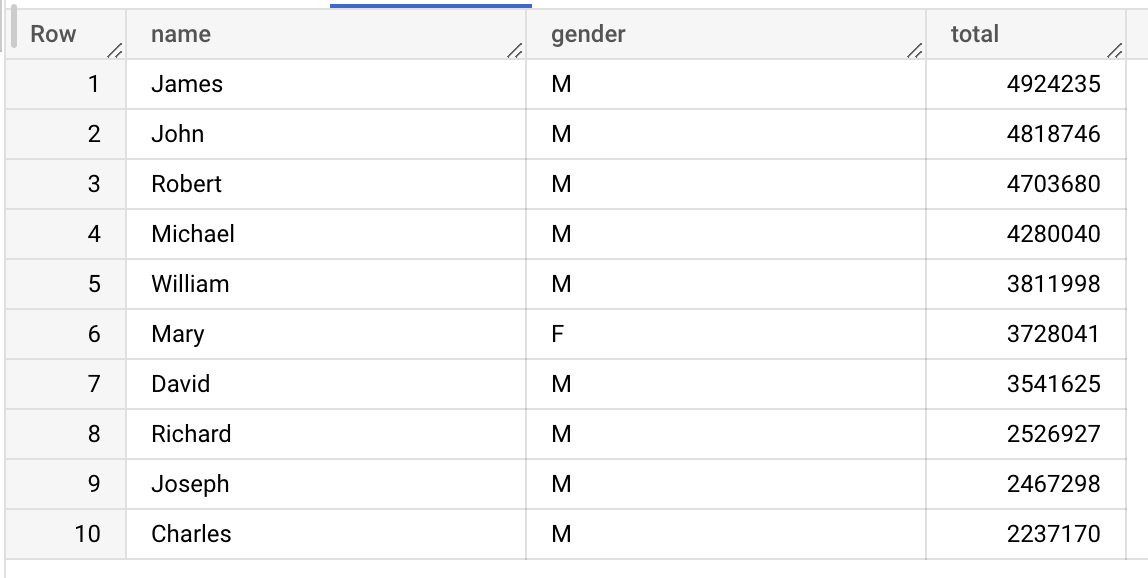 Row name gender total
1 James M 4924235
2 John M 4818746
3 Robert M 4703680
4 Michael M 4280040
5 William M 3811998
6 Mary F 3728041
7 David M 3541625
8 Richard M 2526927
9 Joseph M 2467298
10 Charles M 2237170